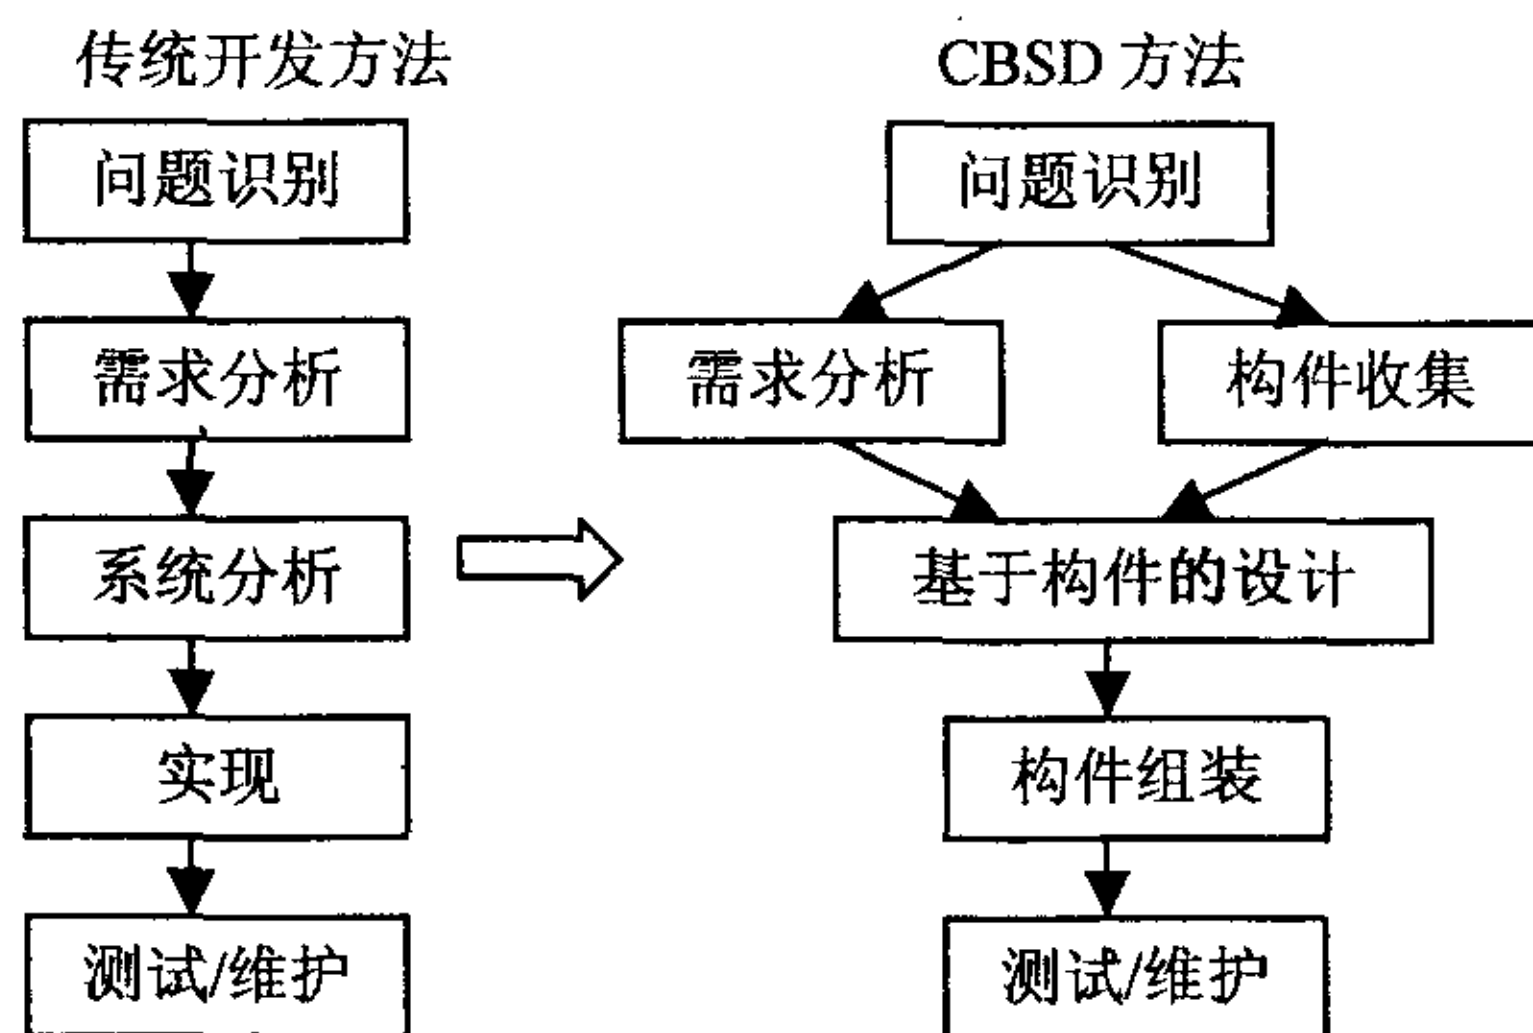 传统开发方法
问题识别
需求分析
系统分析
实现
测试/维护
CBSD 方法
问题识别
需求分析
构件收集
基于构件的设计
构件组装
测试/维护